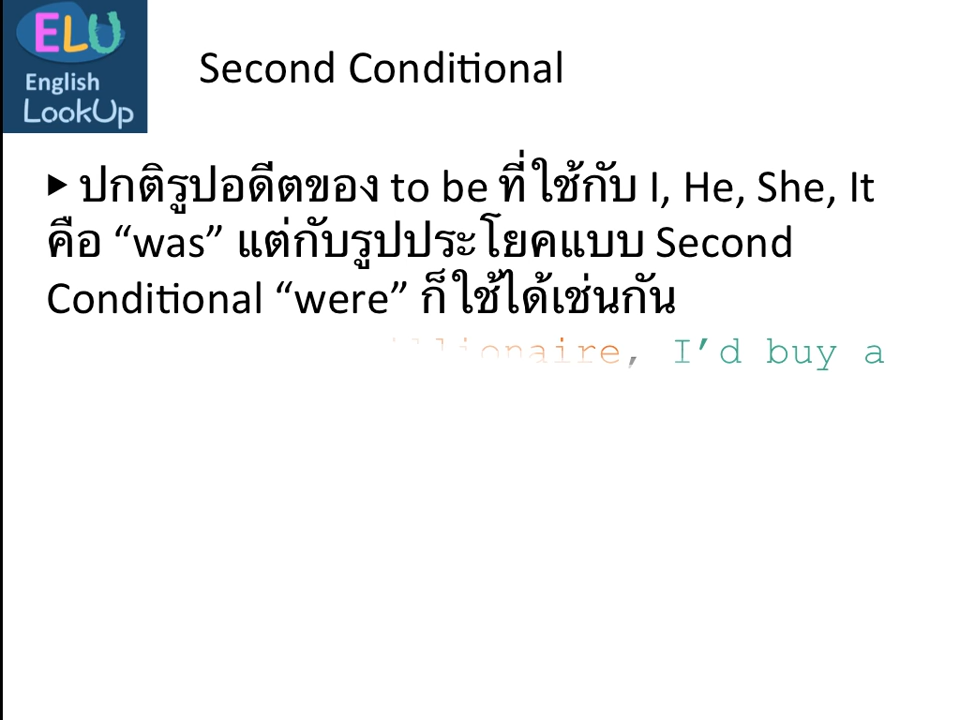 ELU
English
LookUp
Second Conditional
▶ ปกติรูปอดีตของ to be ที่ใช้กับ I, He, She, It
คือ “was” แต่กับรูปประโยคแบบ Second
Conditional “were” ก็ใช้ได้เช่นกัน
I’d buy a